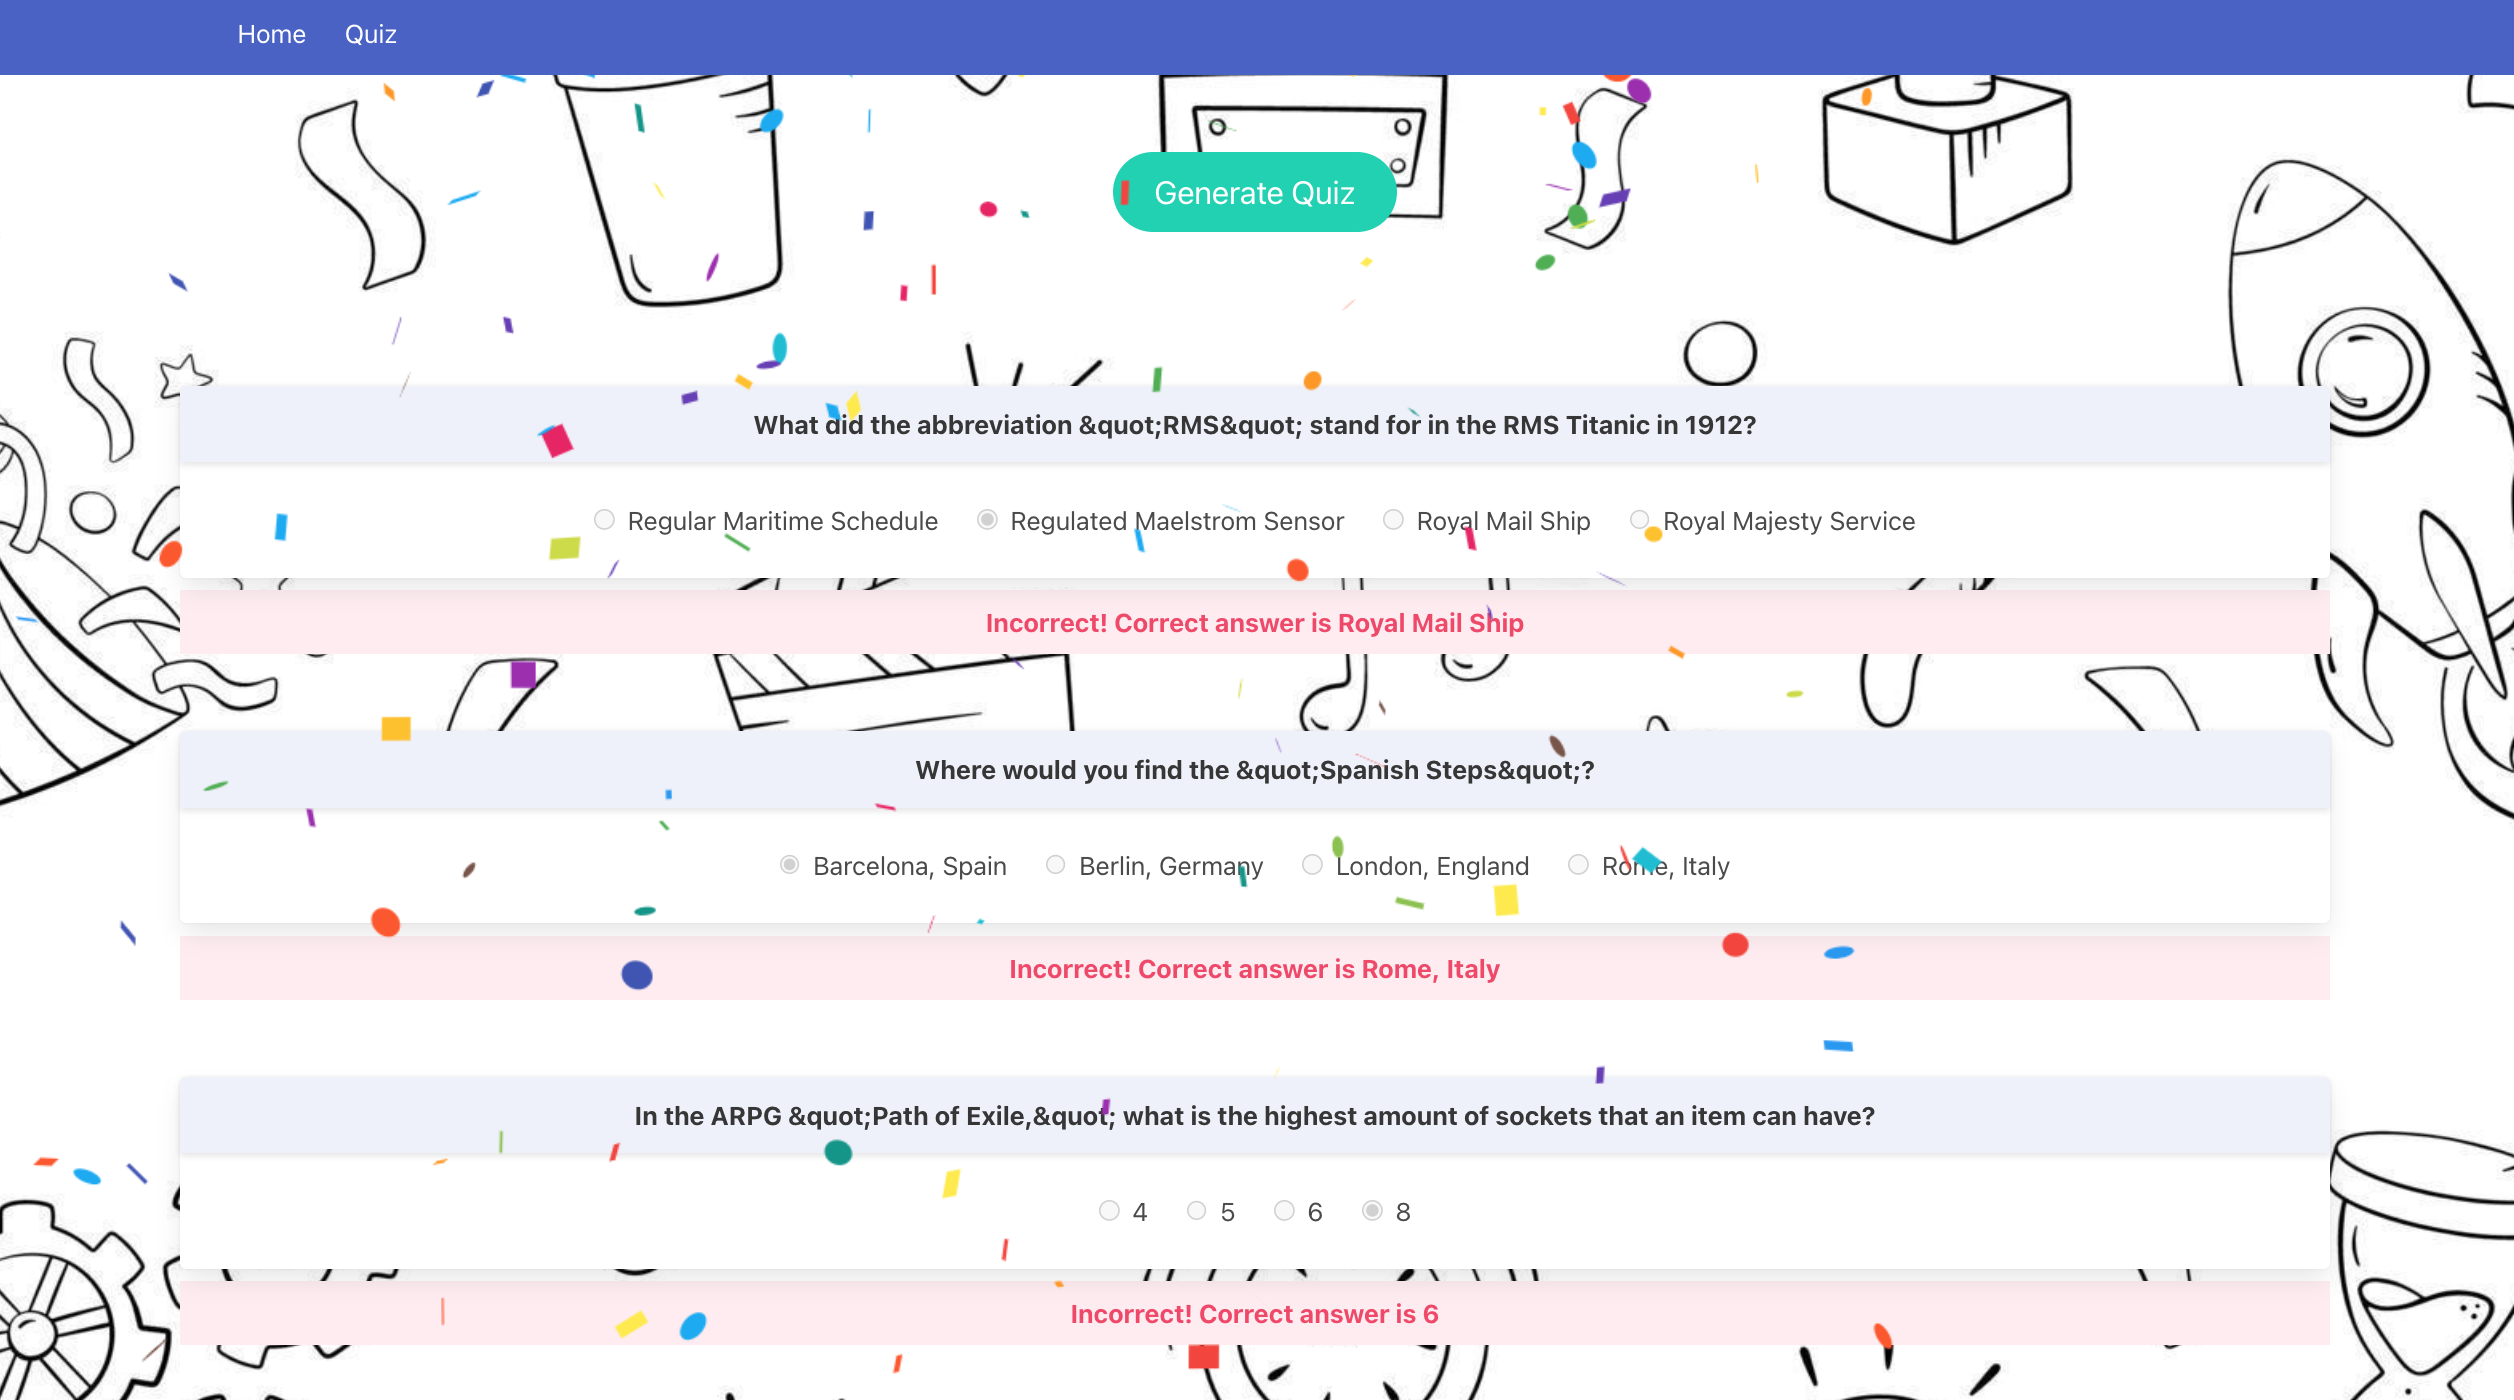 Home Quiz
Generate Quiz
What did the abbreviation &quot;RMS&quot; stand for in the RMS Titanic in 1912?
Regular Maritime Schedule Regulated Maelstrom Sensor Royal Mail Ship Royal Majesty Service
Incorrect! Correct answer is Royal Mail Ship
Where would you find the &quot;Spanish Steps&quot;?
Barcelona, Spain Berlin, Germany London, England Rome, Italy
Incorrect! Correct answer is Rome, Italy
In the ARPG &quot;Path of Exile,&quot; what is the highest amount of sockets that an item can have?
4 5 6 8
Incorrect! Correct answer is 6